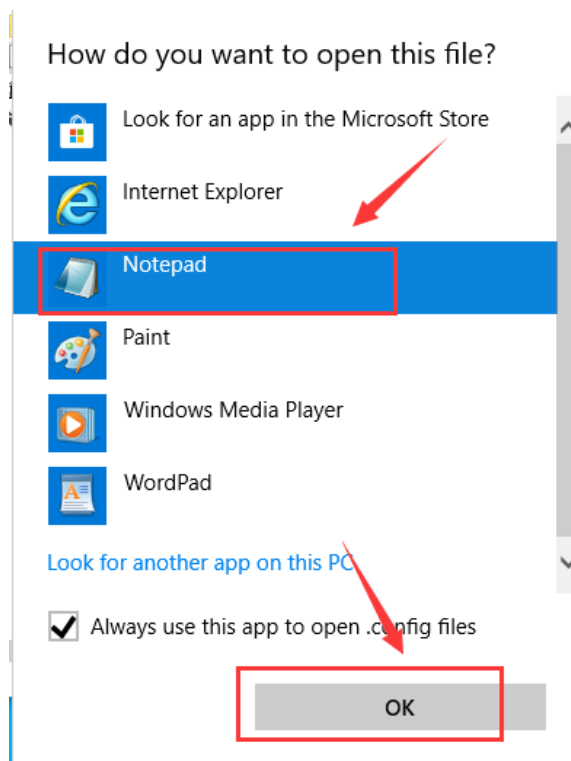 How do you want to open this file?
Look for an app in the Microsoft Store
Internet Explorer
Notepad
Paint
Windows Media Player
WordPad
Look for another app on this PC
Always use this app to open .config files
OK